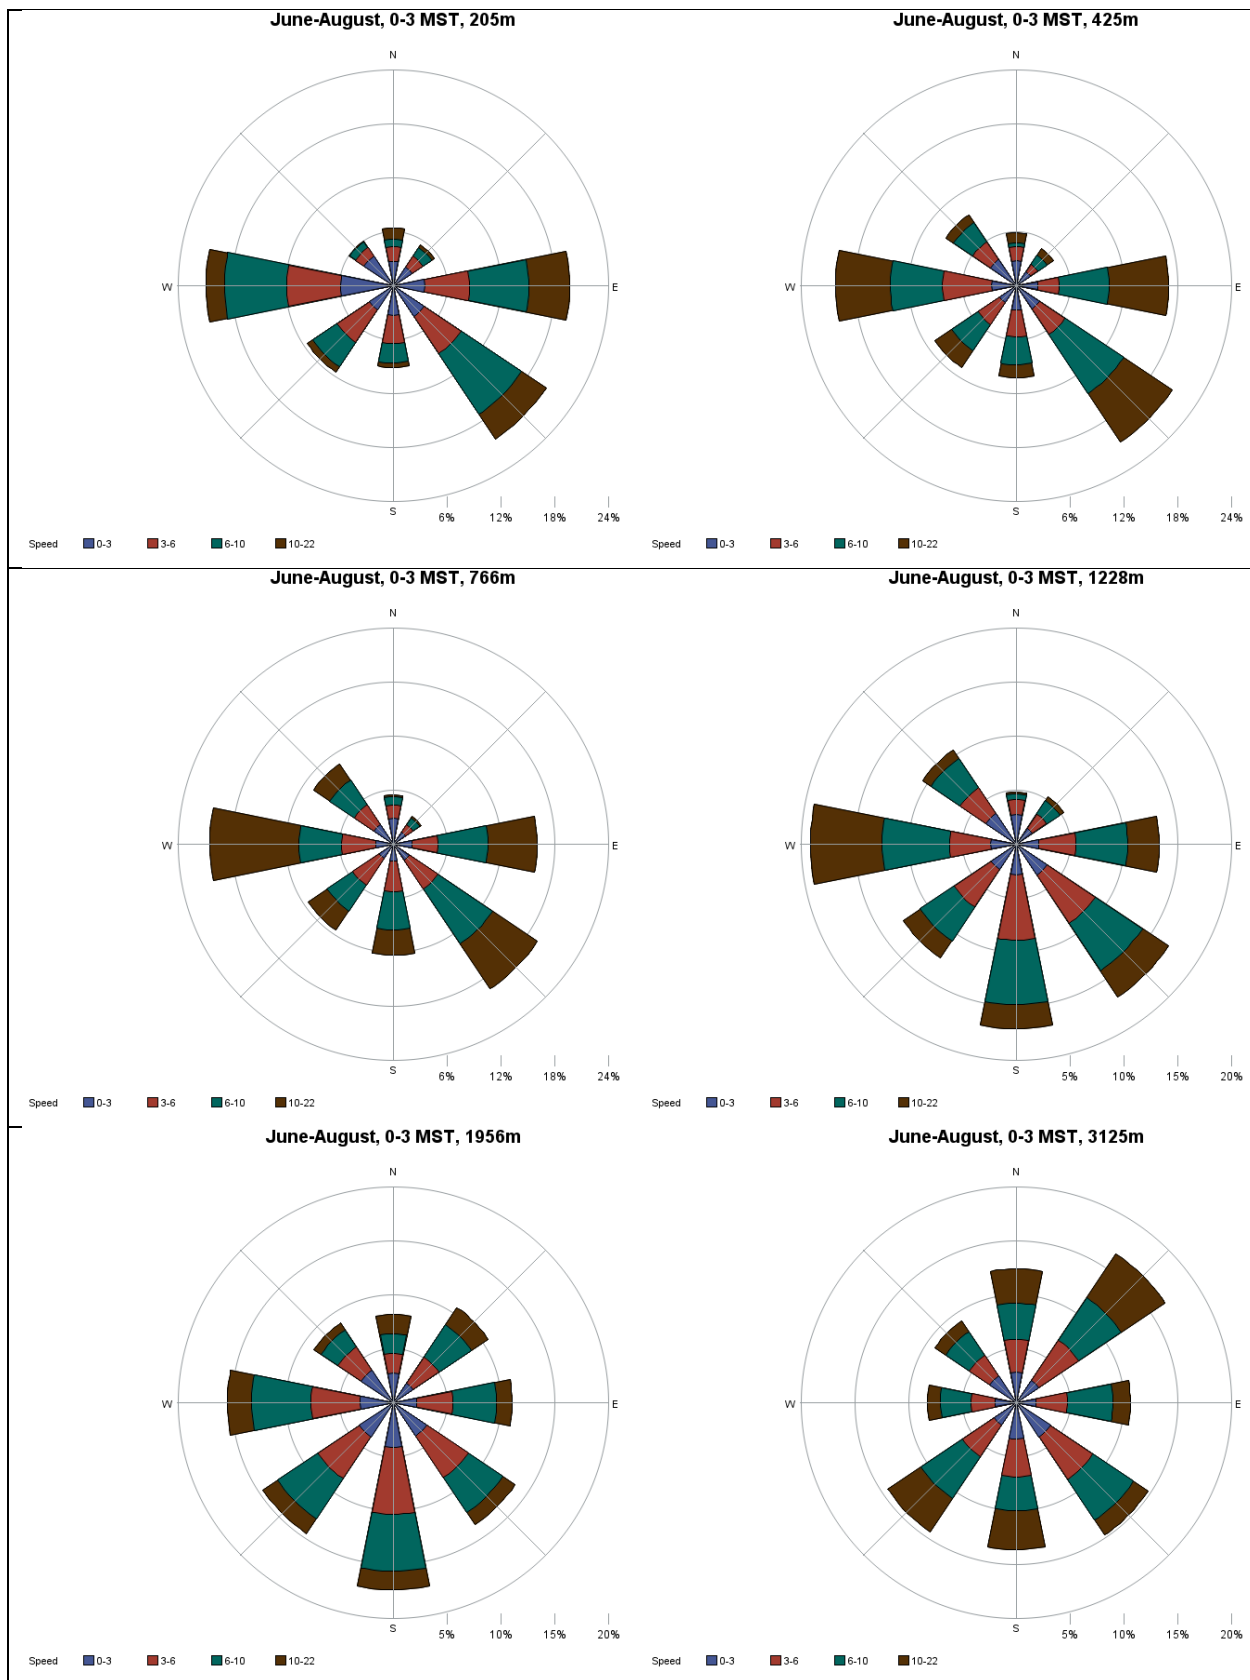 June-August, 0-3 MST, 205m
N
W
E
S
6% 12% 18% 24%
Speed 0-3 3-6 6-10 10-22
June-August, 0-3 MST, 425m
N
W
E
S
6% 12% 18% 24%
Speed 0-3 3-6 6-10 10-22
June-August, 0-3 MST, 766m
N
W
E
S
6% 12% 18% 24%
Speed 0-3 3-6 6-10 10-22
June-August, 0-3 MST, 1228m
N
W
E
S
5% 10% 15% 20%
Speed 0-3 3-6 6-10 10-22
June-August, 0-3 MST, 1956m
N
W
E
S
5% 10% 15% 20%
Speed 0-3 3-6 6-10 10-22
June-August, 0-3 MST, 3125m
N
W
E
S
5% 10% 15% 20%
Speed 0-3 3-6 6-10 10-22